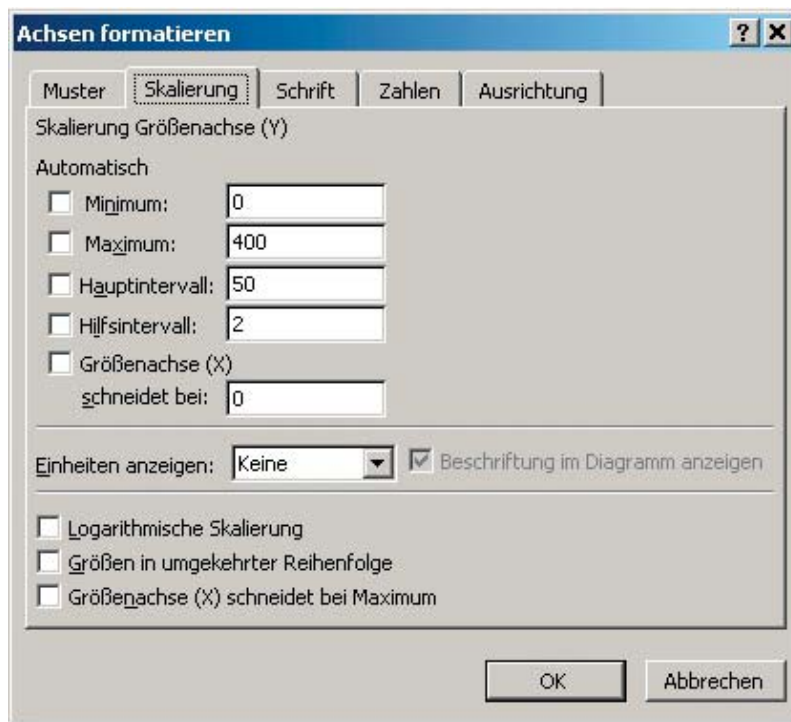 Achsen formatieren
Muster Skalierung Schrift Zahlen Ausrichtung
Skalierung Größenachse (Y)
Automatisch
Minimum: 0
Maximum: 400
Hauptintervall: 50
Hilfsintervall: 2
Größenachse (X)
schneidet bei: 0
Einheiten anzeigen: Keine Beschriftung im Diagramm anzeigen
Logarithmische Skalierung
Größen in umgekehrter Reihenfolge
Größenachse (X) schneidet bei Maximum
OK Abbrechen